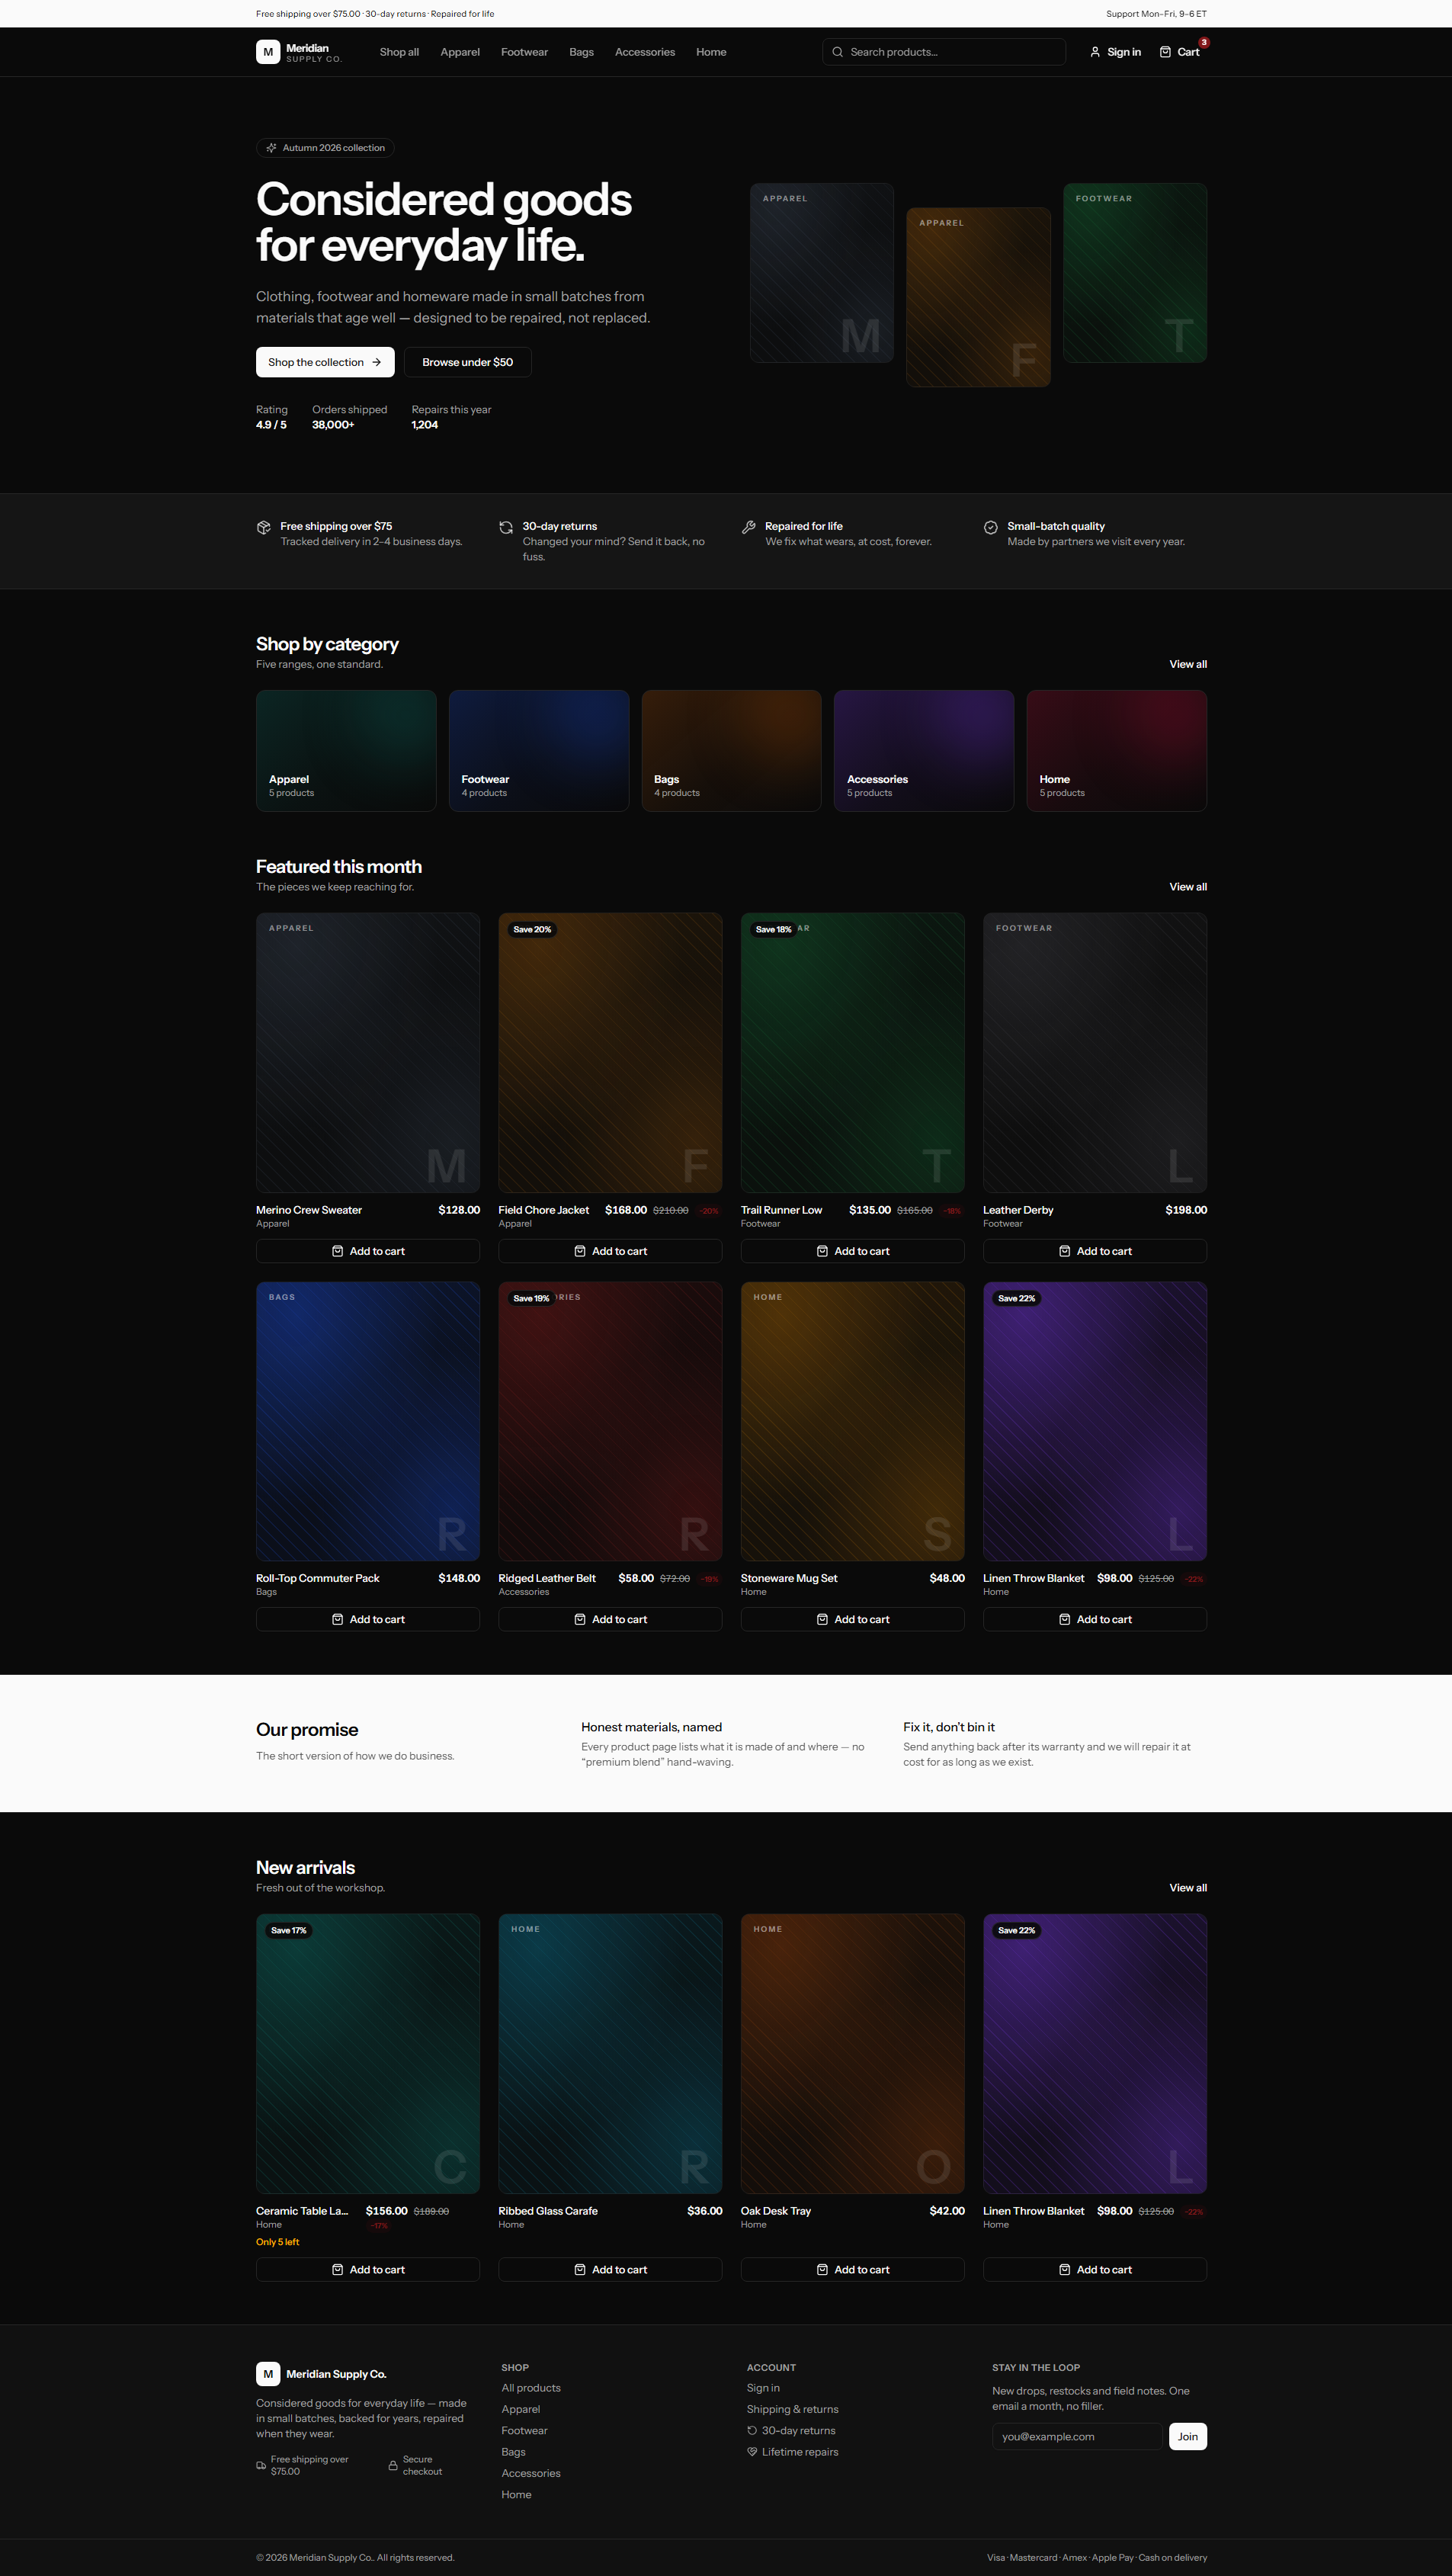 Free shipping over $75.00 · 30-day returns · Repaired for life
Support Mon–Fri, 9–6 ET
M
Meridian
SUPPLY CO.
Shop all
Apparel
Footwear
Bags
Accessories
Home
Search products...
Sign in
Cart
3
Autumn 2026 collection
Considered goods
for everyday life.
Clothing, footwear and homeware made in small batches from
materials that age well — designed to be repaired, not replaced.
Shop the collection
Browse under $50
Rating
4.9 / 5
Orders shipped
38,000+
Repairs this year
1,204
APPAREL
M
APPAREL
F
FOOTWEAR
T
Free shipping over $75
Tracked delivery in 2–4 business days.
30-day returns
Changed your mind? Send it back, no
fuss.
Repaired for life
We fix what wears, at cost, forever.
Small-batch quality
Made by partners we visit every year.
Shop by category
Five ranges, one standard.
View all
Apparel
5 products
Footwear
4 products
Bags
4 products
Accessories
5 products
Home
5 products
Featured this month
The pieces we keep reaching for.
View all
APPAREL
M
Merino Crew Sweater
$128.00
Apparel
Add to cart
Save 20%
F
Field Chore Jacket
$168.00 $210.00 -20%
Apparel
Add to cart
Save 18%
AR
T
Trail Runner Low
$135.00 $165.00 -18%
Footwear
Add to cart
FOOTWEAR
L
Leather Derby
$198.00
Footwear
Add to cart
BAGS
R
Roll-Top Commuter Pack
$148.00
Bags
Add to cart
Save 19%
RIES
R
Ridged Leather Belt
$58.00 $72.00 -19%
Accessories
Add to cart
HOME
S
Stoneware Mug Set
$48.00
Home
Add to cart
Save 22%
L
Linen Throw Blanket
$98.00 $125.00 -22%
Home
Add to cart
Our promise
The short version of how we do business.
Honest materials, named
Every product page lists what it is made of and where — no
“premium blend” hand-waving.
Fix it, don’t bin it
Send anything back after its warranty and we will repair it at
cost for as long as we exist.
New arrivals
Fresh out of the workshop.
View all
Save 17%
C
Ceramic Table La...
$156.00 $189.00
-17%
Home
Only 5 left
Add to cart
HOME
R
Ribbed Glass Carafe
$36.00
Home
Add to cart
HOME
O
Oak Desk Tray
$42.00
Home
Add to cart
Save 22%
L
Linen Throw Blanket
$98.00 $125.00 -22%
Home
Add to cart
M
Meridian Supply Co.
Considered goods for everyday life — made
in small batches, backed for years, repaired
when they wear.
Free shipping over
$75.00
Secure
checkout
SHOP
All products
Apparel
Footwear
Bags
Accessories
Home
ACCOUNT
Sign in
Shipping & returns
30-day returns
Lifetime repairs
STAY IN THE LOOP
New drops, restocks and field notes. One
email a month, no filler.
you@example.com
Join
© 2026 Meridian Supply Co.. All rights reserved.
Visa · Mastercard · Amex · Apple Pay · Cash on delivery